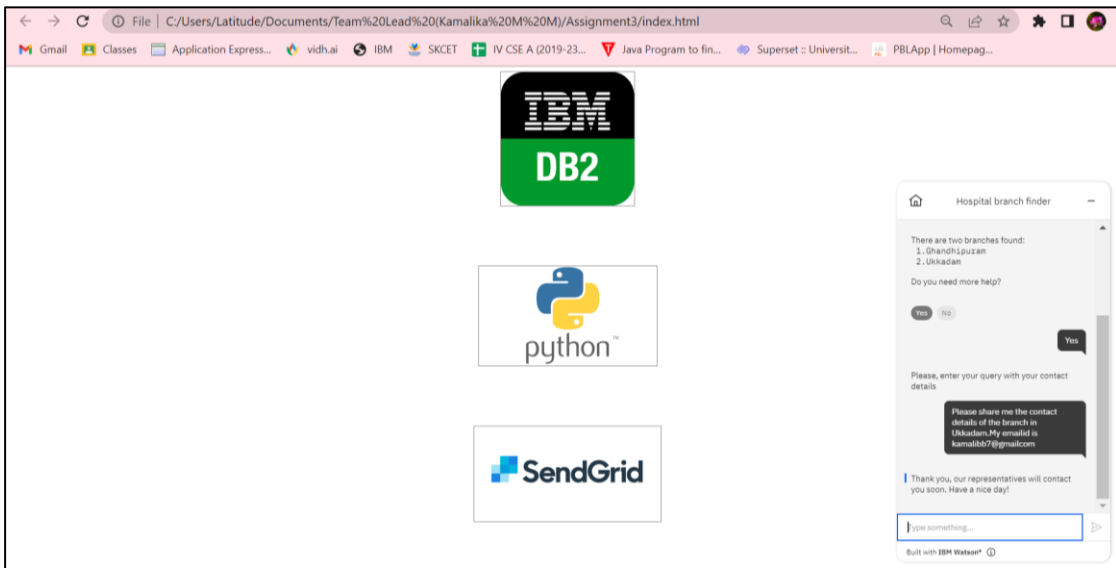 File | C:/Users/Latitude/Documents/Team%20Lead%20(Kamalika%20M%20M)/Assignment3/index.html
Gmail Classes Application Express... vidh.ai IBM SKCET IV CSE A (2019-23... Java Program to fin... Superset :: Universit... PBLApp | Homepag...
IBM
DB2
python™
SendGrid
Hospital branch finder
There are two branches found:
1.Ghandhipuram
2.Ukkadam
Do you need more help?
Yes No
Yes
Please, enter your query with your contact
details
Please share me the contact
details of the branch in
Ukkadam.My emailid is
kamalibb7@gmailcom
Thank you, our representatives will contact
you soon. Have a nice day!
Type something...
Built with IBM Watson®